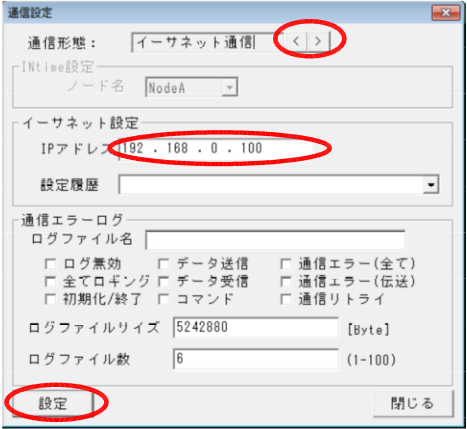 通信設定
通信形態： イーサネット通信 < >
INtime設定
ノード名 NodeA
イーサネット設定
IPアドレス 192 . 168 . 0 . 100
設定履歴
通信エラーログ
ログファイル名
ログ無効 データ送信 通信エラー(全て)
全てロギング データ受信 通信エラー(伝送)
初期化/終了 コマンド 通信リトライ
ログファイルサイズ 5242880 [Byte]
ログファイル数 6 (1-100)
設定 閉じる